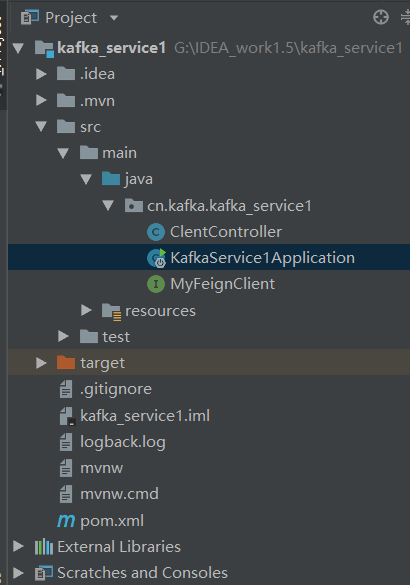 Project
kafka_service1 G:\IDEA_work1.5\kafka_service1
.idea
.mvn
src
main
java
cn.kafka.kafka_service1
ClentController
KafkaService1Application
MyFeignClient
resources
test
target
.gitignore
kafka_service1.iml
logback.log
mvnw
mvnw.cmd
pom.xml
External Libraries
Scratches and Consoles